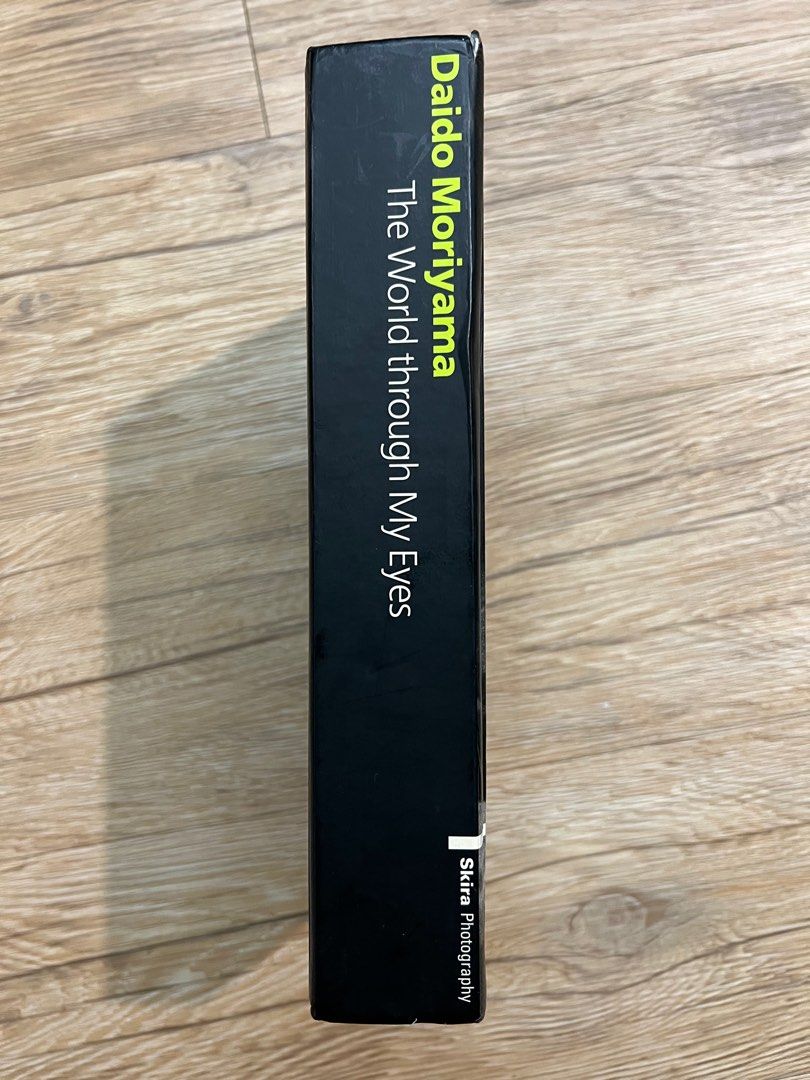 Daido Moriyama
The World through My Eyes
Skira Photography